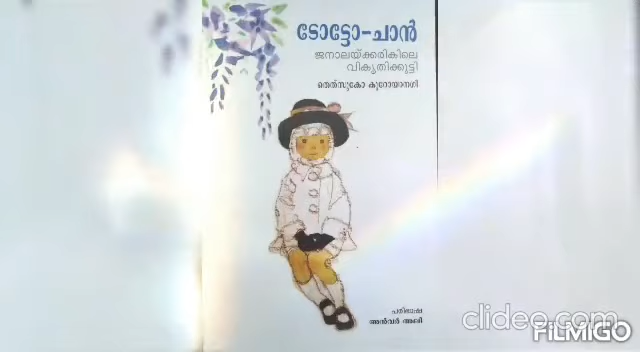 ടോട്ടോ-ചാൻ
ജനാലയ്ക്കരികിലെ
വികൃതിക്കുട്ടി
തെത്സുകോ കുറോയാനഗി
പരിഭാഷ
അൻവർ അലി
clideo.com
FiLMiGO